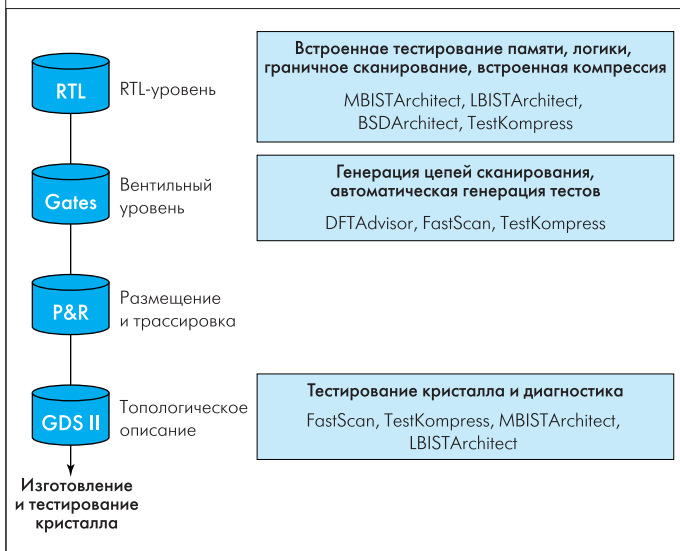 RTL
RTL-уровень
Встроенное тестирование памяти, логики,
граничное сканирование, встроенная компрессия
MBISTArchitect, LBISTArchitect,
BSDArchitect, TestKompress
Gates
Вентильный
уровень
Генерация цепей сканирования,
автоматическая генерация тестов
DFTAdvisor, FastScan, TestKompress
P&R
Размещение
и трассировка
GDS II
Топологическое
описание
Тестирование кристалла и диагностика
FastScan, TestKompress, MBISTArchitect,
LBISTArchitect
Изготовление
и тестирование
кристалла